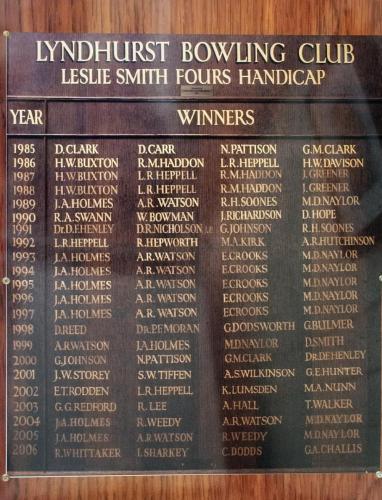 LYNDHURST BOWLING CLUB
LESLIE SMITH FOURS HANDICAP
YEAR WINNERS
1985 D. CLARK D. CARR N. PATTISON G.M. CLARK
1986 H.W. BUXTON R.M. HADDON L.R. HEPPELL H.W. DAVISON
1987 H.W. BUXTON L.R. HEPPELL R.M. HADDON J. GREENER
1988 H.W. BUXTON L.R. HEPPELL R.M. HADDON J. GREENER
1989 J.A. HOLMES A.R. WATSON R.H. SOONES M.D. NAYLOR
1990 R.A. SWANN W. BOWMAN J. RICHARDSON D. HOPE
1991 DR. D.E. HENLEY D.R. NICHOLSON G. JOHNSON R.H. SOONES
1992 L.R. HEPPELL R. HEPWORTH M.A. KIRK A.R. HUTCHINSON
1993 J.A. HOLMES A.R. WATSON E. CROOKS M.D. NAYLOR
1994 J.A. HOLMES A.R. WATSON E. CROOKS M.D. NAYLOR
1995 J.A. HOLMES A.R. WATSON E. CROOKS M.D. NAYLOR
1996 J.A. HOLMES A.R. WATSON E. CROOKS M.D. NAYLOR
1997 J.A. HOLMES A.R. WATSON E. CROOKS M.D. NAYLOR
1998 D. REED DR. P.E. MORAN G. DODSWORTH G. BULMER
1999 A.R. WATSON J.A. HOLMES M.D. NAYLOR D. SMITH
2000 G. JOHNSON N. PATTISON G.M. CLARK DR. D.E. HENLEY
2001 J.W. STOREY S.W. TIFFEN A.S. WILKINSON G.E. HUNTER
2002 E.T. RODDEN L.R. HEPPELL K. LUMSDEN M.A. NUNN
2003 G.G. REDFORD R. LEE A. HALL T. WALKER
2004 J.A. HOLMES R. WEEDY A.R. WATSON M.D. NAYLOR
2005 J.A. HOLMES A.R. WATSON R. WEEDY M.D. NAYLOR
2006 R. WHITTAKER I. SHARKEY C. DODDS G.A. CHALLIS